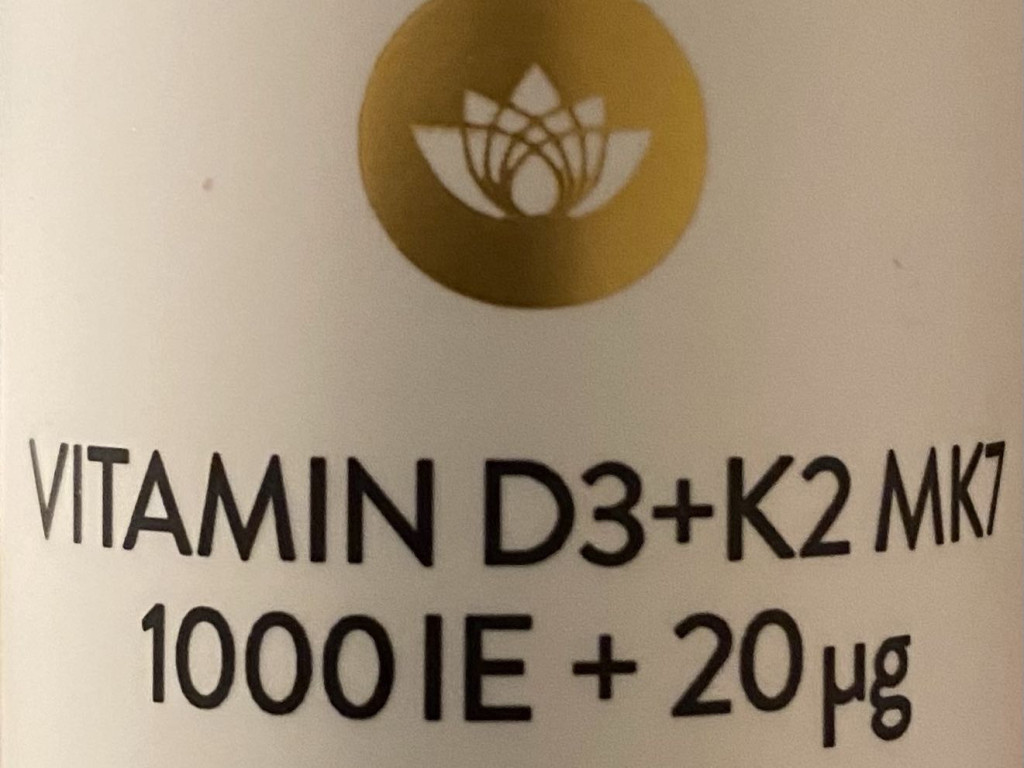 VITAMIN D3+K2 MK7
1000 IE + 20 µg